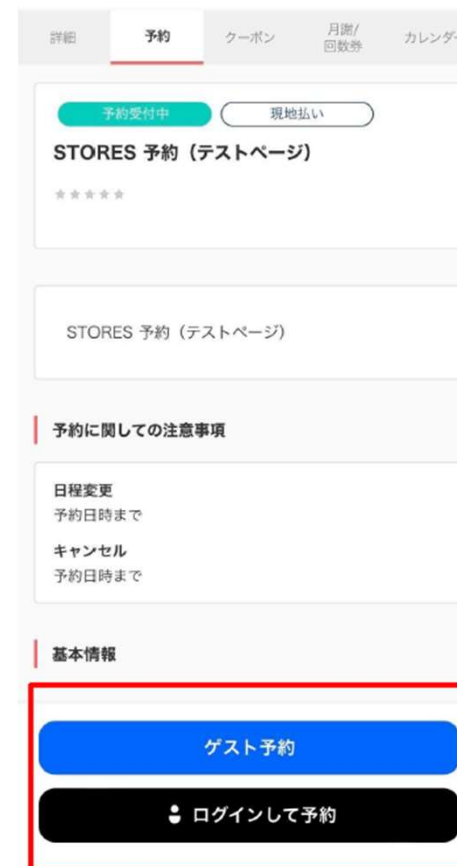 詳細
予約
クーポン
月謝/
回数券
カレンダー
予約受付中
現地払い
STORES 予約（テストページ）
★★★★★
STORES 予約（テストページ）
予約に関しての注意事項
日程変更
予約日時まで
キャンセル
予約日時まで
基本情報
ゲスト予約
ログインして予約